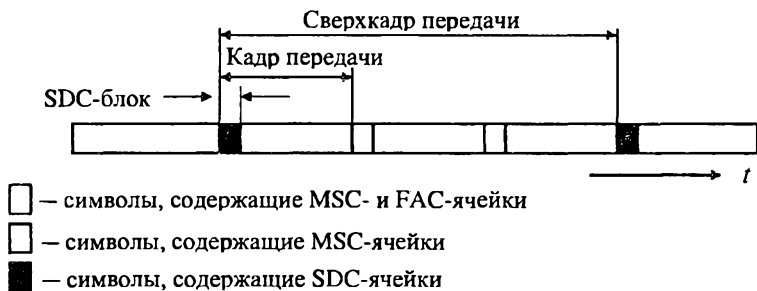 Сверхкадр передачи
Кадр передачи
SDC-блок
t
– символы, содержащие MSC- и FAC-ячейки
– символы, содержащие MSC-ячейки
– символы, содержащие SDC-ячейки